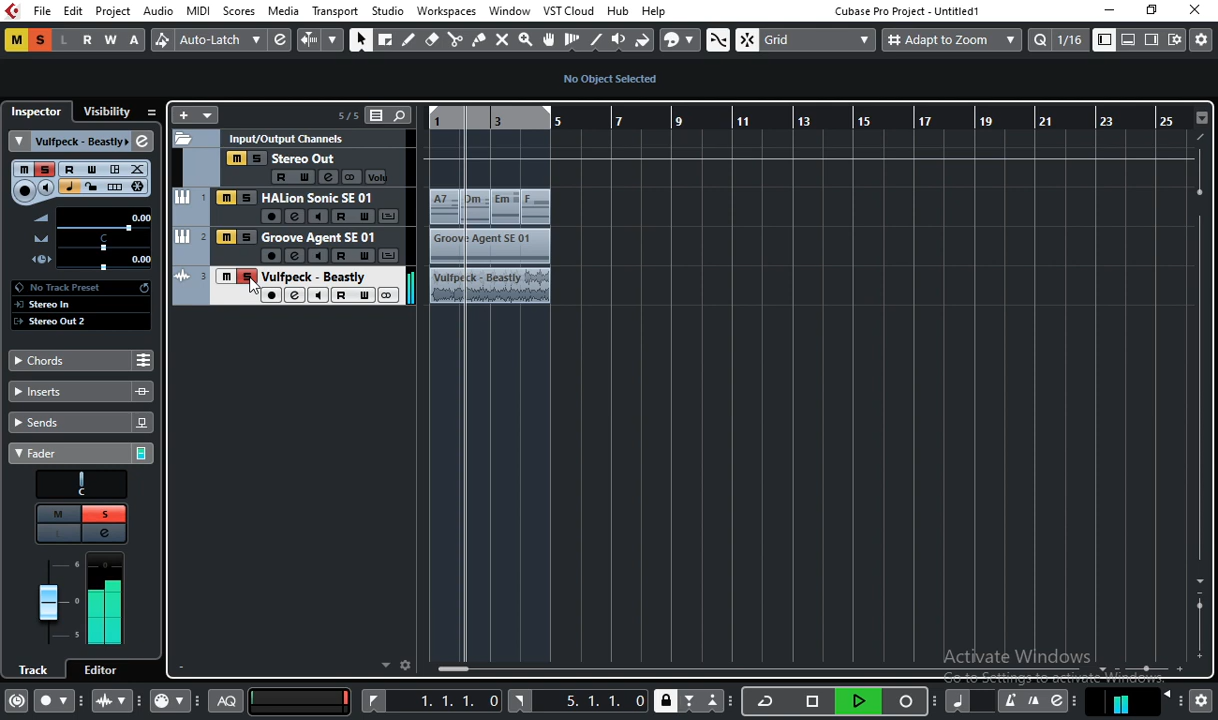 File Edit Project Audio MIDI Scores Media Transport Studio Workspaces Window VST Cloud Hub Help Cubase Pro Project - Untitled1
M S L R W A Auto-Latch e Grid Adapt to Zoom Q 1/16
No Object Selected
Inspector Visibility
Vulfpeck - Beastly
M S R W
0.00
C
0.00
No Track Preset
Stereo In
Stereo Out 2
Chords
Inserts
Sends
Fader
C
M S
L e
6
0
5
Track Editor
+ 5/5
Input/Output Channels
m S Stereo Out
R W e Volu
1 m S HALion Sonic SE 01
e R W
2 m S Groove Agent SE 01
e R W
3 m S Vulfpeck - Beastly
e R W
1 3 5 7 9 11 13 15 17 19 21 23 25
A7 Dm Em F
Groove Agent SE 01
Vulfpeck - Beastly
Activate Windows
Go to Settings to activate Windows.
AQ 1. 1. 1. 0 5. 1. 1. 0